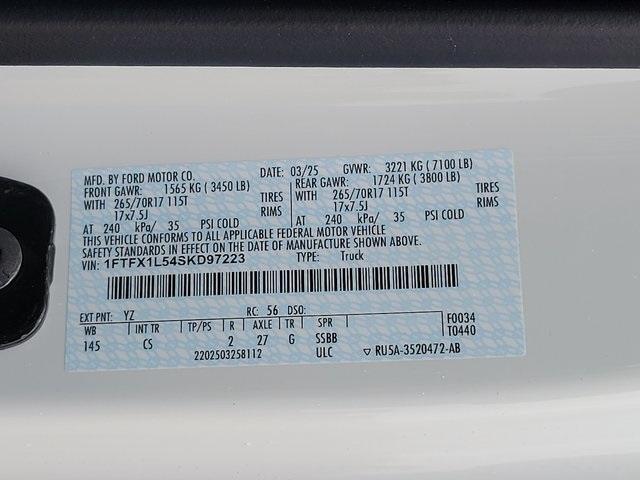 MFD. BY FORD MOTOR CO. DATE: 03/25 GVWR: 3221 KG ( 7100 LB)
FRONT GAWR: 1565 KG ( 3450 LB) REAR GAWR: 1724 KG ( 3800 LB)
WITH 265/70R17 115T TIRES WITH 265/70R17 115T TIRES
17x7.5J RIMS 17x7.5J RIMS
AT 240 kPa/ 35 PSI COLD AT 240 kPa/ 35 PSI COLD
THIS VEHICLE CONFORMS TO ALL APPLICABLE FEDERAL MOTOR VEHICLE
SAFETY STANDARDS IN EFFECT ON THE DATE OF MANUFACTURE SHOWN ABOVE.
VIN: 1FTFX1L54SKD97223 TYPE: Truck
EXT PNT: YZ RC: 56 DSO: F0034
WB INT TR TP/PS R AXLE TR SPR T0440
145 CS 2 27 G SSBB
2202503258112 ULC ▽ RU5A-3520472-AB